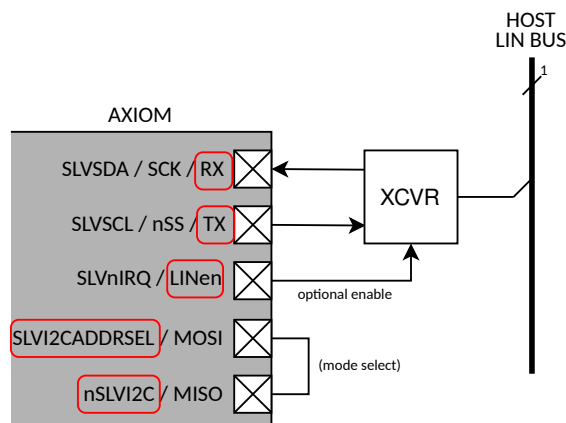 HOST
LIN BUS
1
AXIOM
SLVSDA / SCK / RX
XCVR
SLVSCL / nSS / TX
SLVnIRQ / LINen
optional enable
SLVI2CADDRSEL / MOSI
(mode select)
nSLVI2C / MISO